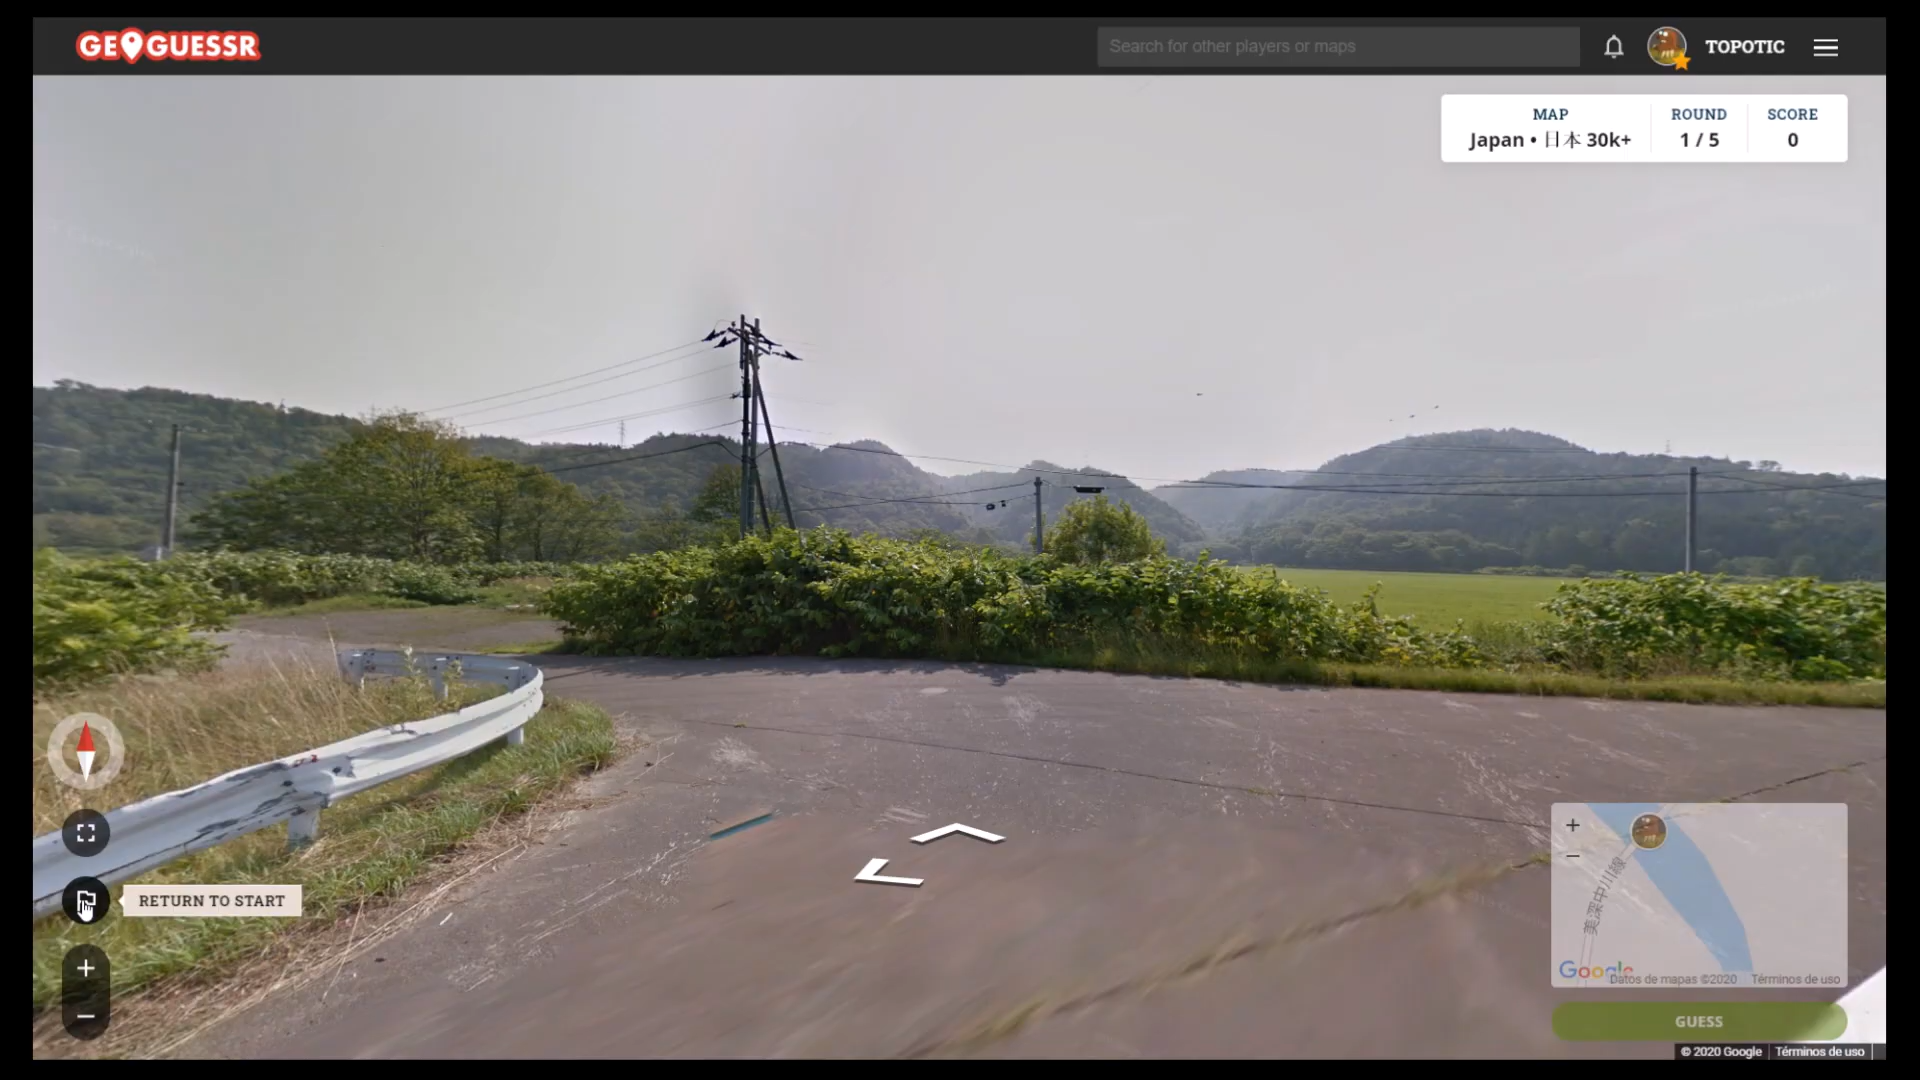 GEOGUESSR
Search for other players or maps
TOPOTIC
MAP
Japan • 日本 30k+
ROUND
1 / 5
SCORE
0
RETURN TO START
美深中川線
Google
Datos de mapas ©2020
Términos de uso
GUESS
© 2020 Google
Términos de uso